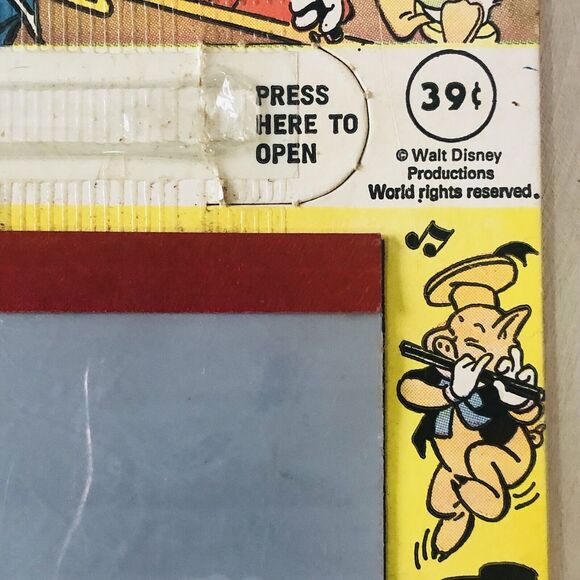 PRESS
HERE TO
OPEN
39¢
© Walt Disney
Productions
World rights reserved.